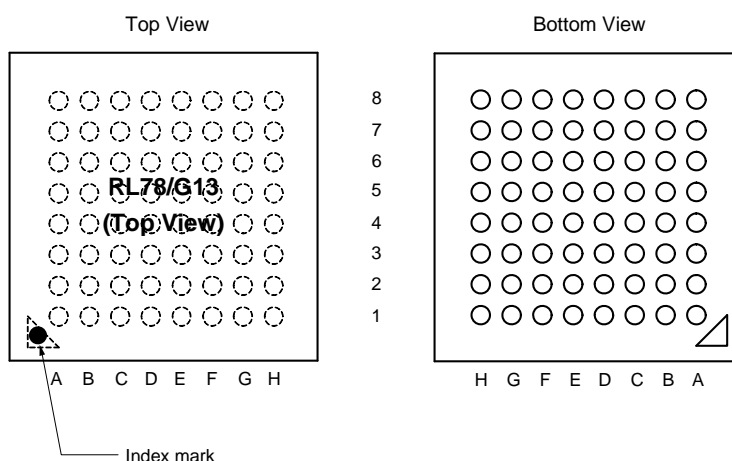 Top View
Bottom View
8
7
6
5
4
3
2
1
RL78/G13
(Top View)
A B C D E F G H
H G F E D C B A
Index mark